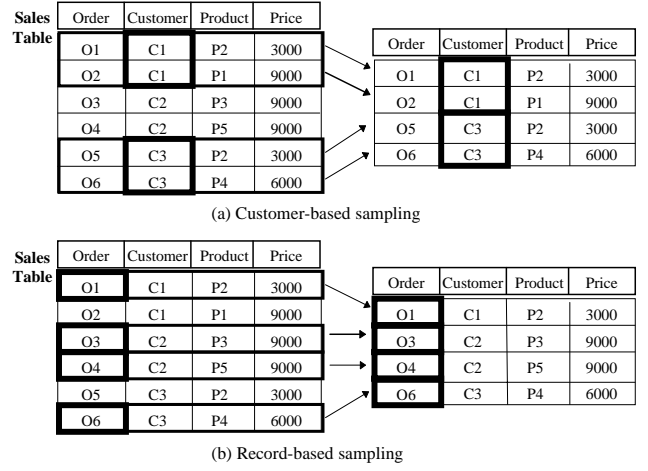 Sales Table
Order Customer Product Price
O1 C1 P2 3000
O2 C1 P1 9000
O3 C2 P3 9000
O4 C2 P5 9000
O5 C3 P2 3000
O6 C3 P4 6000
Order Customer Product Price
O1 C1 P2 3000
O2 C1 P1 9000
O5 C3 P2 3000
O6 C3 P4 6000
(a) Customer-based sampling
Sales Table
Order Customer Product Price
O1 C1 P2 3000
O2 C1 P1 9000
O3 C2 P3 9000
O4 C2 P5 9000
O5 C3 P2 3000
O6 C3 P4 6000
Order Customer Product Price
O1 C1 P2 3000
O3 C2 P3 9000
O4 C2 P5 9000
O6 C3 P4 6000
(b) Record-based sampling